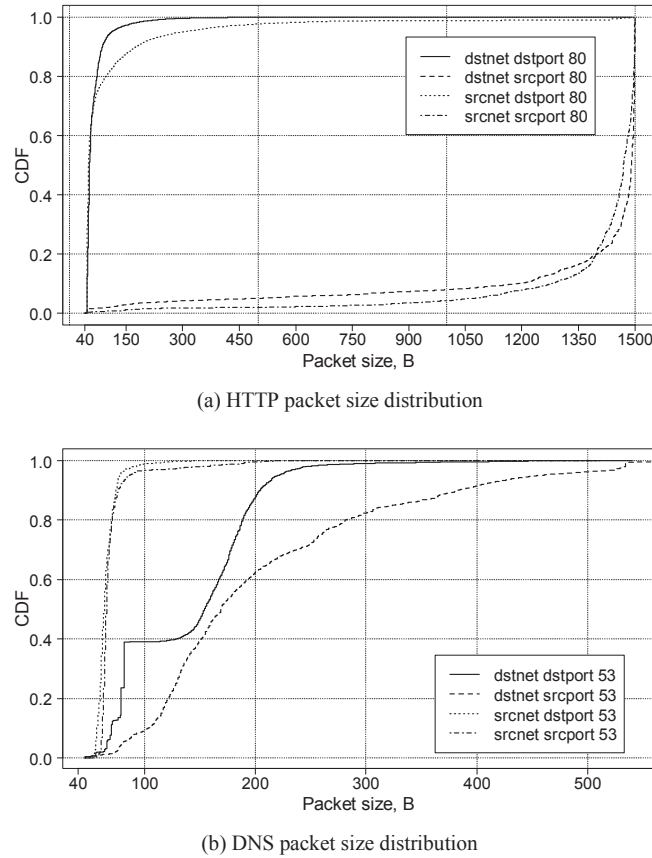 1.0
0.8
0.6
0.4
0.2
0.0
CDF
dstnet dstport 80
dstnet srcport 80
srcnet dstport 80
srcnet srcport 80
40 150 300 450 600 750 900 1050 1200 1350 1500
Packet size, B
(a) HTTP packet size distribution
1.0
0.8
0.6
0.4
0.2
0.0
CDF
dstnet dstport 53
dstnet srcport 53
srcnet dstport 53
srcnet srcport 53
40 100 200 300 400 500
Packet size, B
(b) DNS packet size distribution